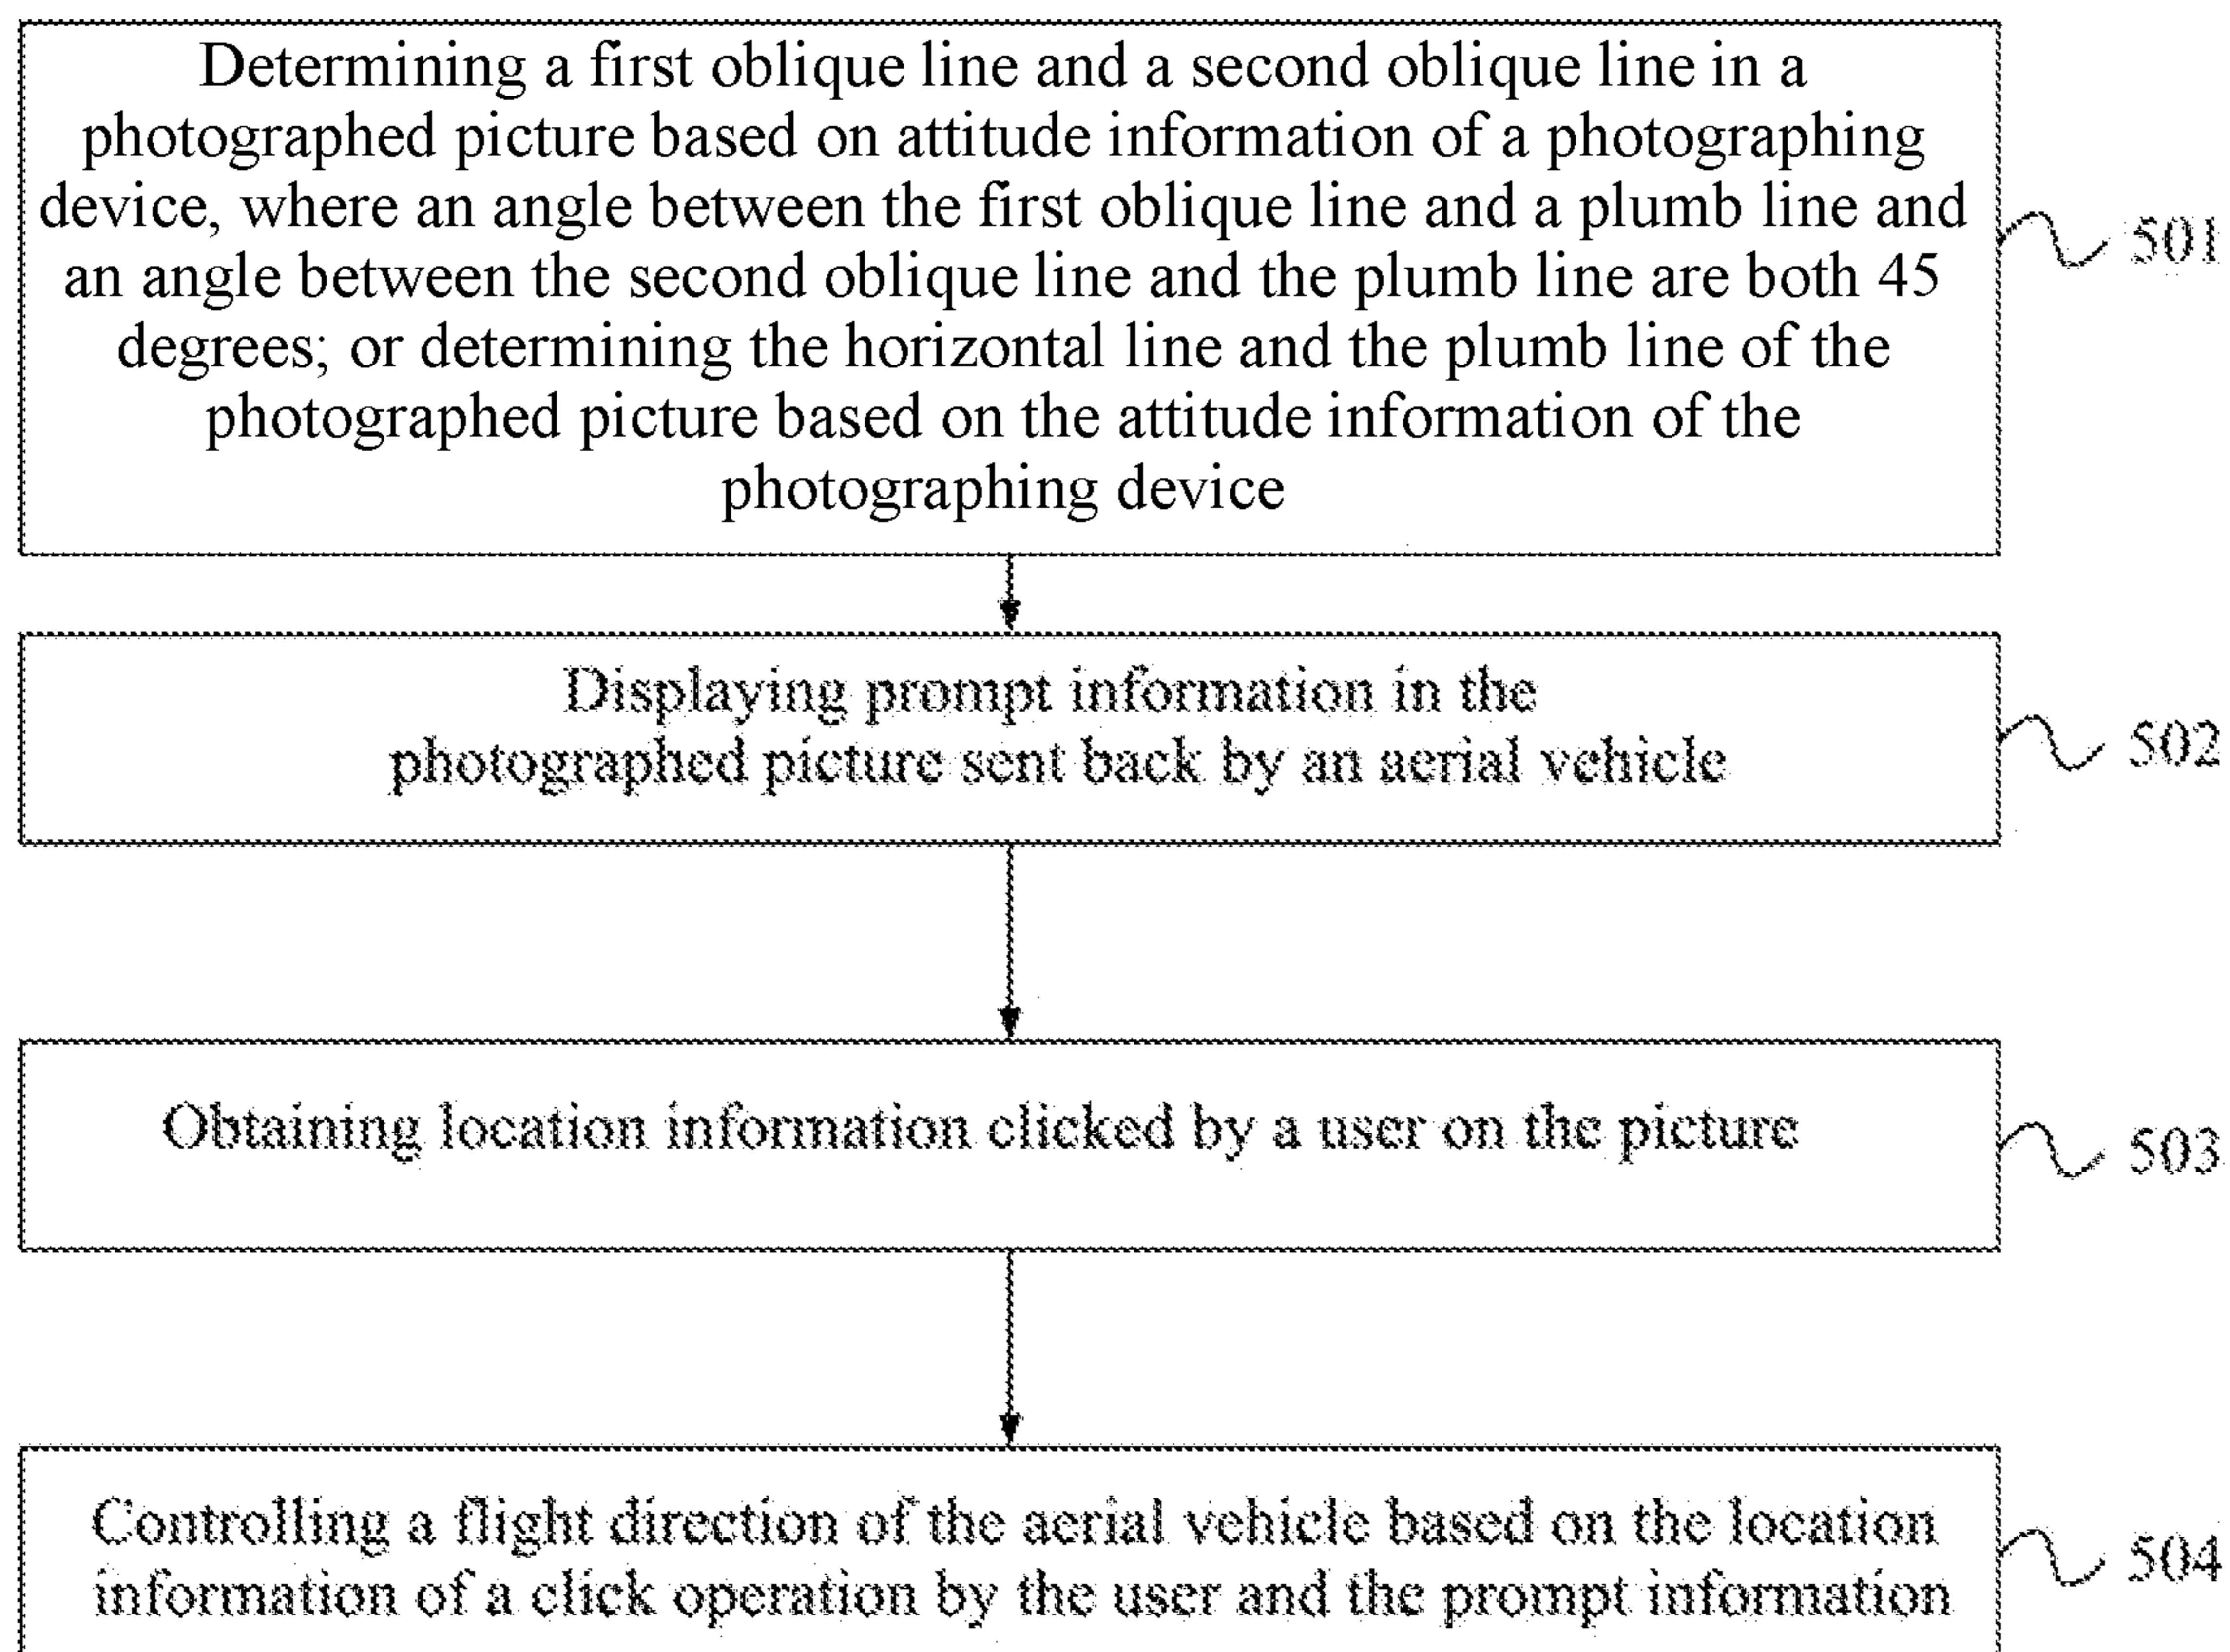 Determining a first oblique line and a second oblique line in a
photographed picture based on attitude information of a photographing
device, where an angle between the first oblique line and a plumb line and
an angle between the second oblique line and the plumb line are both 45
degrees; or determining the horizontal line and the plumb line of the
photographed picture based on the attitude information of the
photographing device
501
Displaying prompt information in the
photographed picture sent back by an aerial vehicle
502
Obtaining location information clicked by a user on the picture
503
Controlling a flight direction of the aerial vehicle based on the location
information of a click operation by the user and the prompt information
504